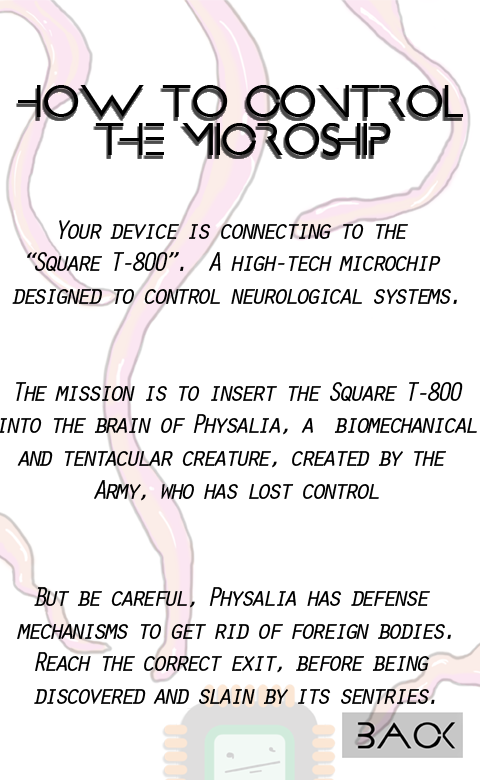 HOW TO CONTROL
THE MICROSHIP
Your device is connecting to the
“Square T-800”. A high-tech microchip
designed to control neurological systems.
The mission is to insert the Square T-800
into the brain of Physalia, a biomechanical
and tentacular creature, created by the
Army, who has lost control
But be careful, Physalia has defense
mechanisms to get rid of foreign bodies.
Reach the correct exit, before being
discovered and slain by its sentries.
BACK